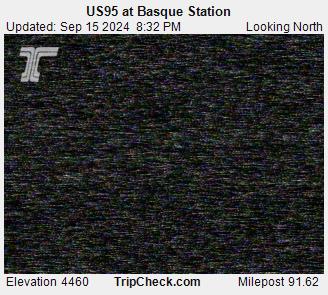 US95 at Basque Station
Updated: Sep 15 2024 8:32 PM Looking North
Elevation 4460 TripCheck.com Milepost 91.62